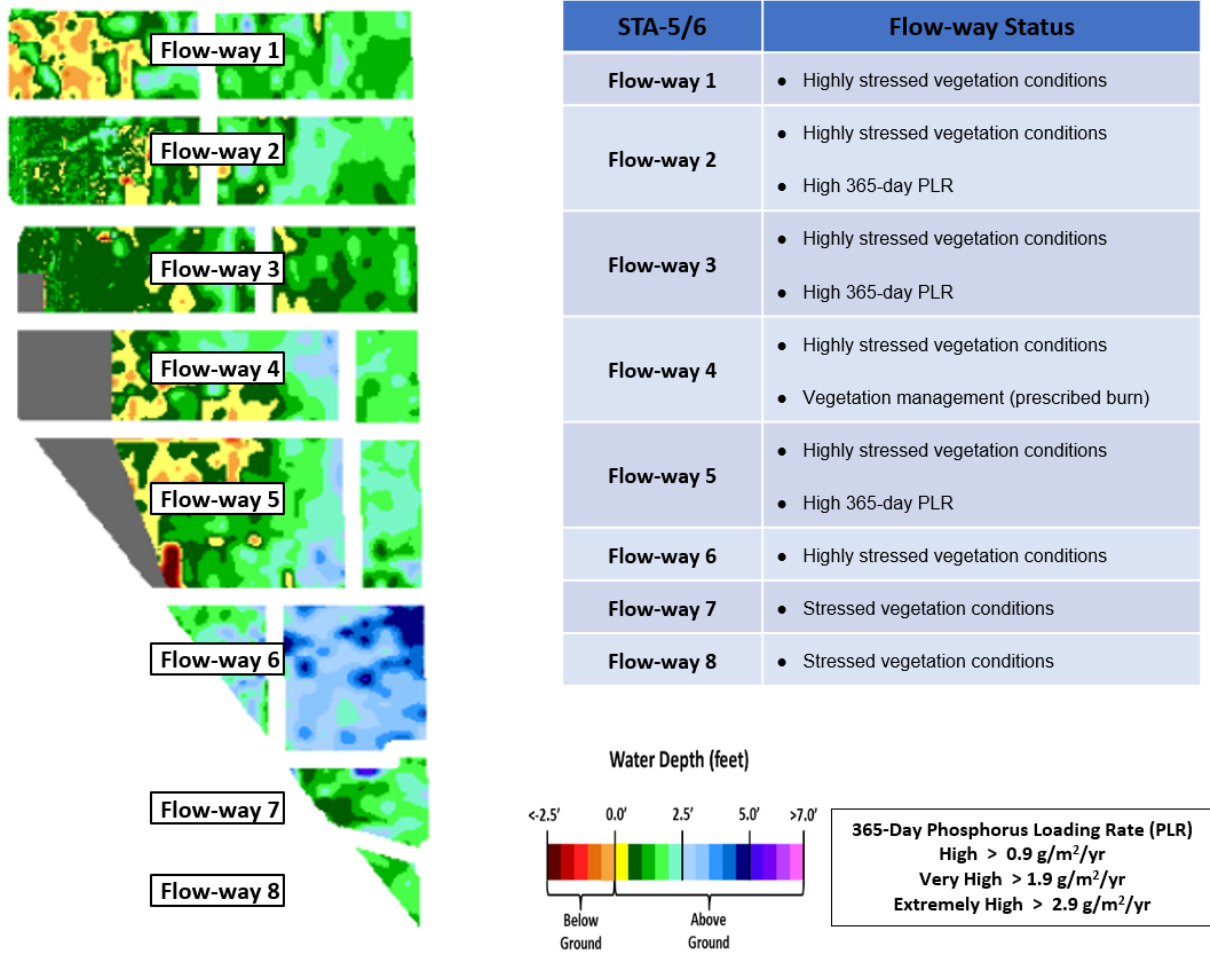 Flow-way 1
Flow-way 2
Flow-way 3
Flow-way 4
Flow-way 5
Flow-way 6
Flow-way 7
Flow-way 8
STA-5/6 Flow-way Status
Flow-way 1 ● Highly stressed vegetation conditions
Flow-way 2 ● Highly stressed vegetation conditions
● High 365-day PLR
Flow-way 3 ● Highly stressed vegetation conditions
● High 365-day PLR
Flow-way 4 ● Highly stressed vegetation conditions
● Vegetation management (prescribed burn)
Flow-way 5 ● Highly stressed vegetation conditions
● High 365-day PLR
Flow-way 6 ● Highly stressed vegetation conditions
Flow-way 7 ● Stressed vegetation conditions
Flow-way 8 ● Stressed vegetation conditions
Water Depth (feet)
<-2.5' 0.0' 2.5' 5.0' >7.0'
Below Ground
Above Ground
365-Day Phosphorus Loading Rate (PLR)
High > 0.9 g/m²/yr
Very High > 1.9 g/m²/yr
Extremely High > 2.9 g/m²/yr